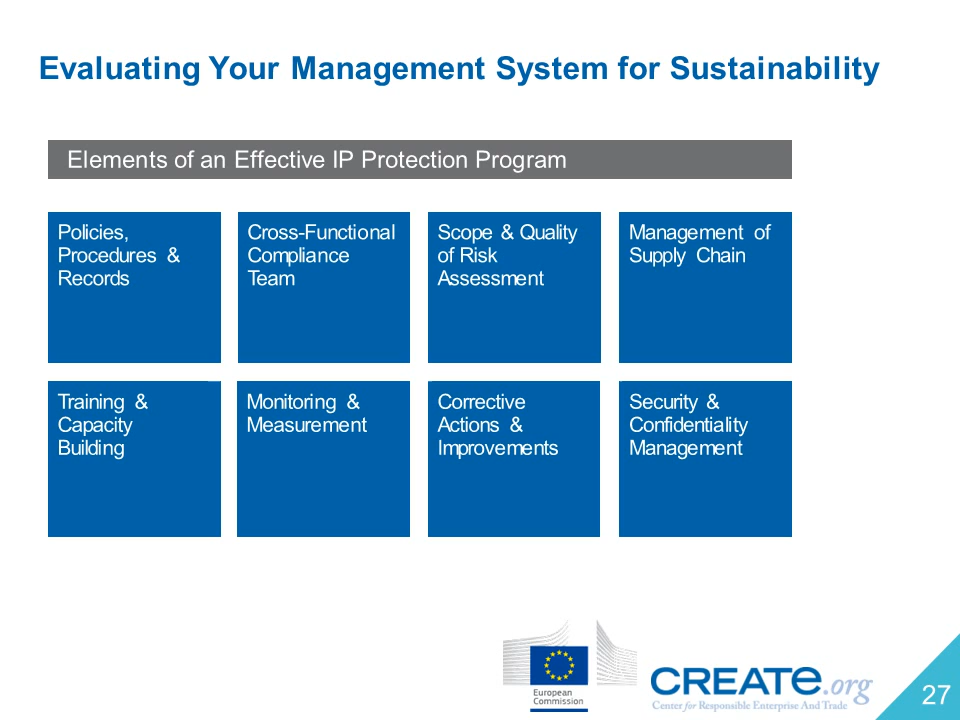 Evaluating Your Management System for Sustainability
Elements of an Effective IP Protection Program
Policies,
Procedures &
Records
Cross-Functional
Compliance
Team
Scope & Quality
of Risk
Assessment
Management of
Supply Chain
Training &
Capacity
Building
Monitoring &
Measurement
Corrective
Actions &
Improvements
Security &
Confidentiality
Management
European
Commission
CREATe.org
Center for Responsible Enterprise And Trade
27